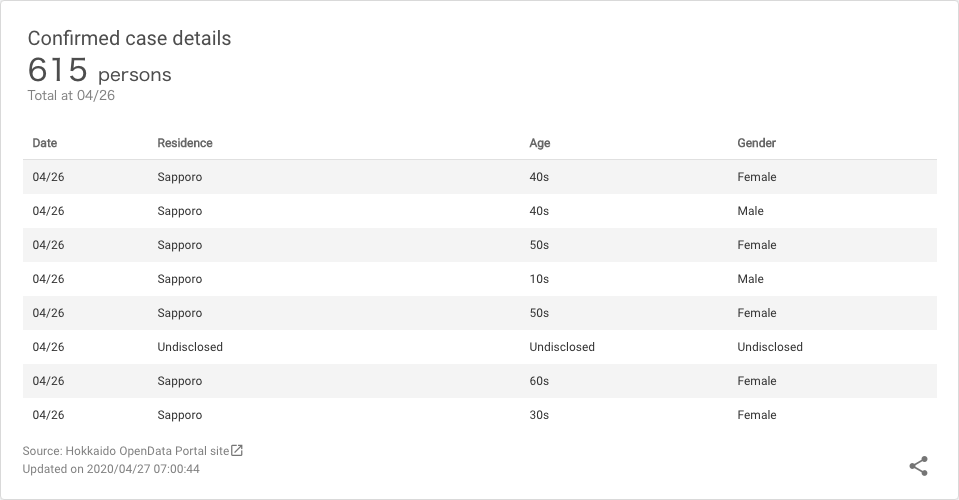 Confirmed case details
615 persons
Total at 04/26
Date Residence Age Gender
04/26 Sapporo 40s Female
04/26 Sapporo 40s Male
04/26 Sapporo 50s Female
04/26 Sapporo 10s Male
04/26 Sapporo 50s Female
04/26 Undisclosed Undisclosed Undisclosed
04/26 Sapporo 60s Female
04/26 Sapporo 30s Female
Source: Hokkaido OpenData Portal site
Updated on 2020/04/27 07:00:44